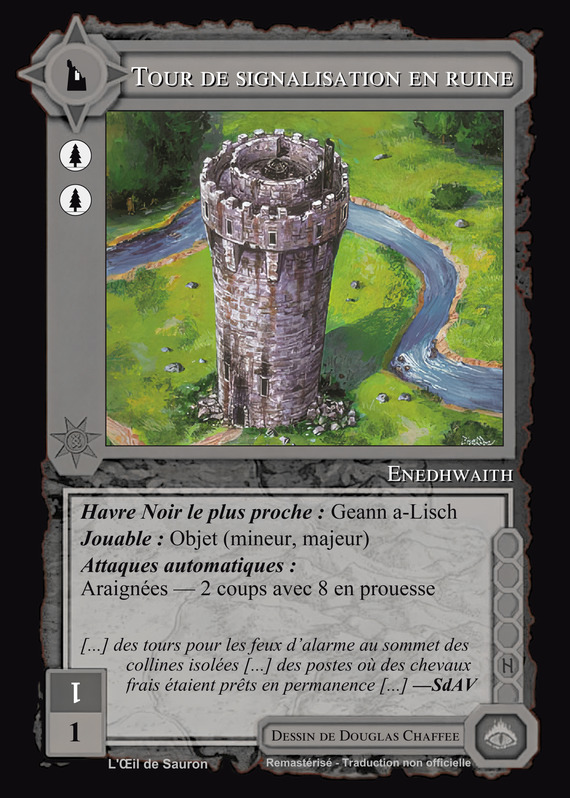 Tour de signalisation en ruine
Enedhwaith
Havre Noir le plus proche : Geann a-Lisch
Jouable : Objet (mineur, majeur)
Attaques automatiques :
Araignées — 2 coups avec 8 en prouesse
[...] des tours pour les feux d'alarme au sommet des
collines isolées [...] des postes où des chevaux
frais étaient prêts en permanence [...] —SdAV
1
1
Dessin de Douglas Chaffee
L'Œil de Sauron
Remastérisé - Traduction non officielle